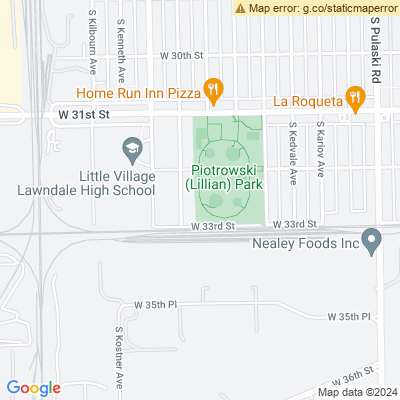 Map error: g.co/staticmaperror
S Kilbourn Ave
S Kenneth Ave
S Pulaski Rd
W 30th St
Home Run Inn Pizza
La Roqueta
W 31st St
Little Village
Lawndale High School
Piotrowski
(Lillian) Park
S Kedvale Ave
S Karlov Ave
W 33rd St
W 33rd St
Nealey Foods Inc
W 35th Pl
W 35th Pl
S Kostner Ave
W 36th St
Google
Map data ©2024